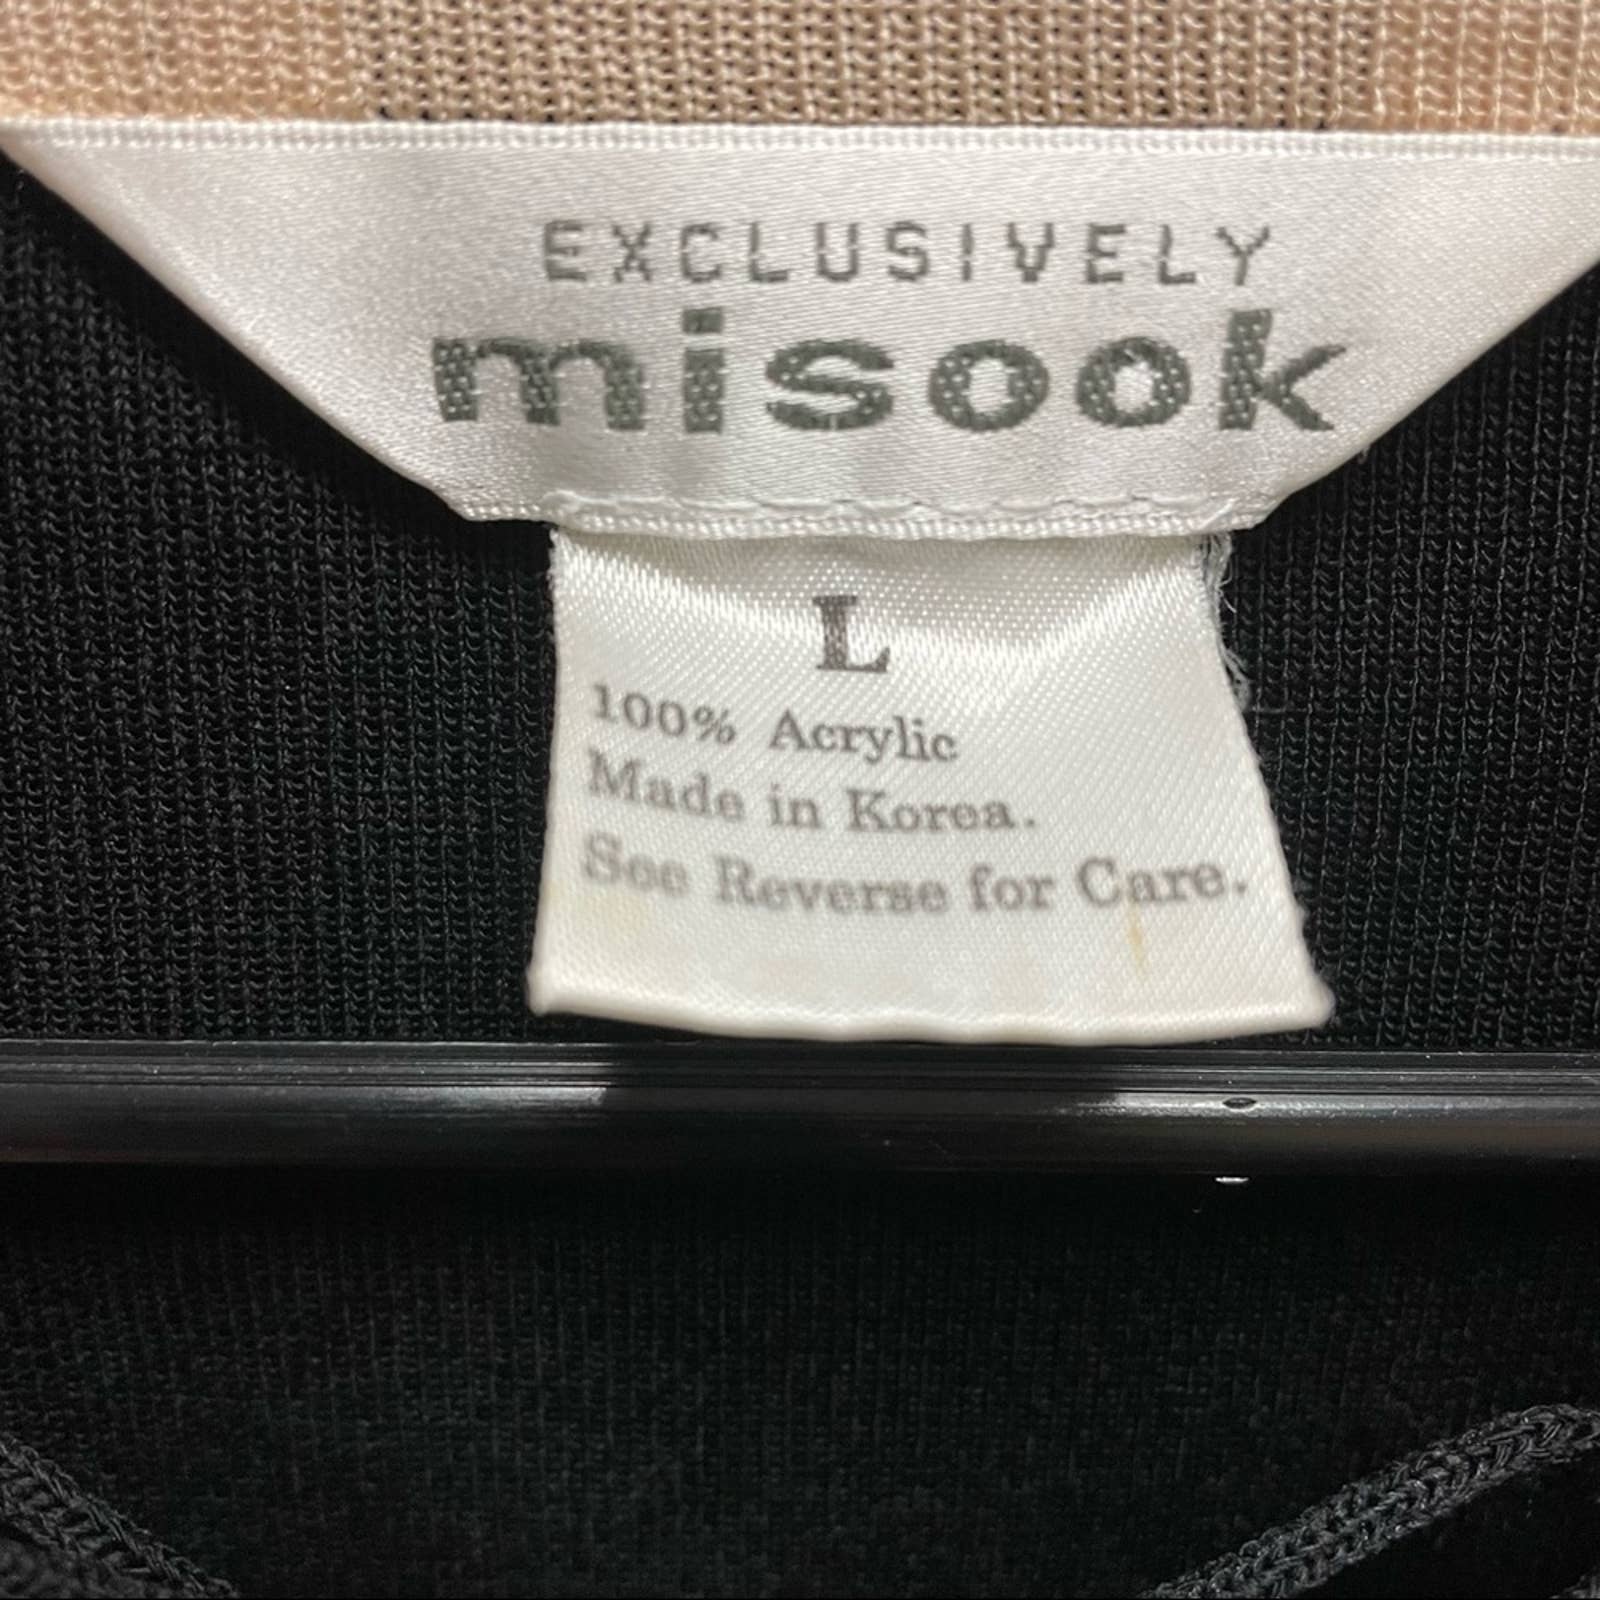 EXCLUSIVELY
misook
L
100% Acrylic
Made in Korea.
See Reverse for Care.